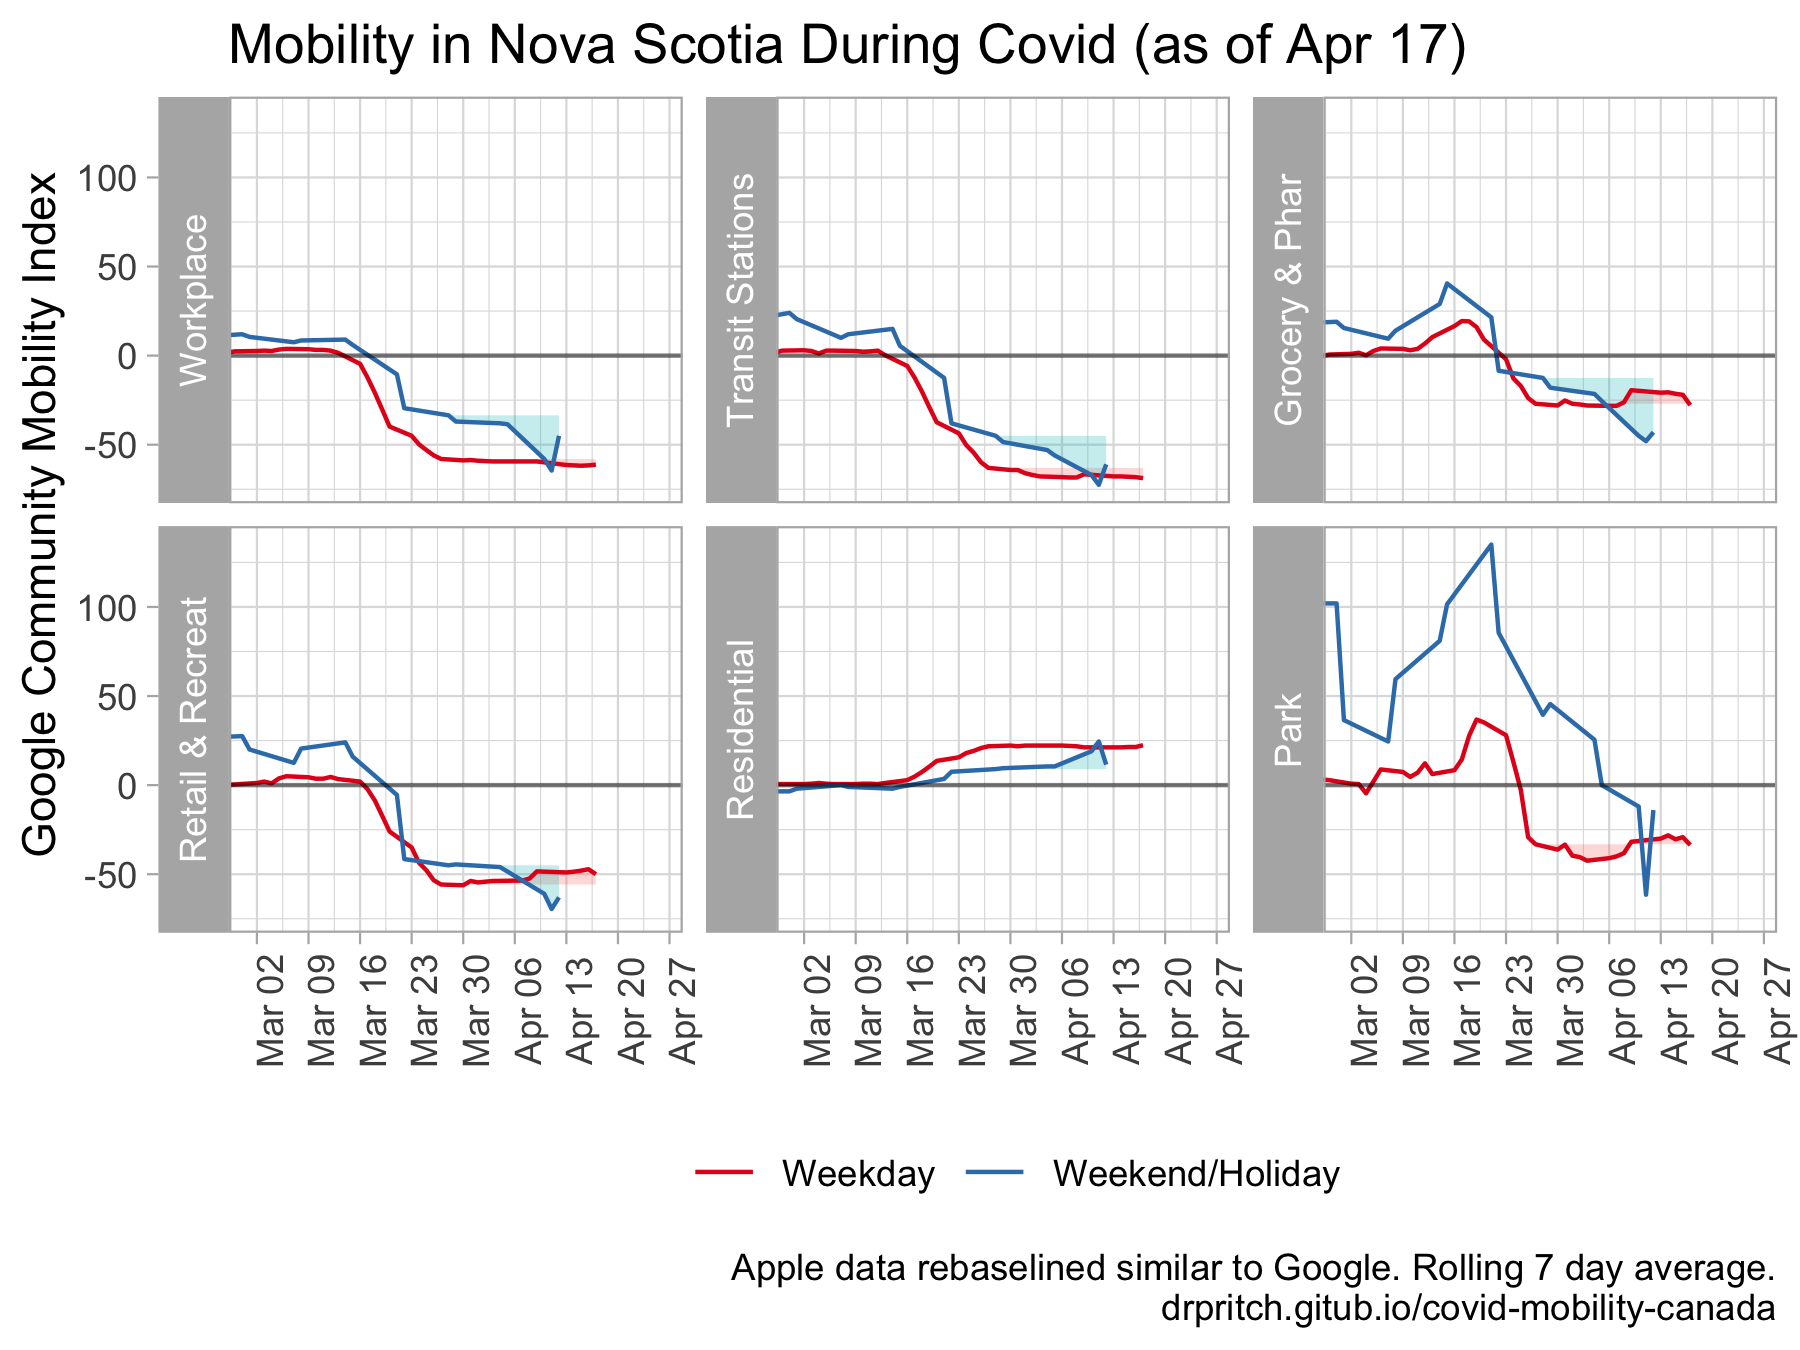 Mobility in Nova Scotia During Covid (as of Apr 17)
Google Community Mobility Index
Workplace
Transit Stations
Grocery & Phar
100
50
0
-50
Retail & Recreat
Residential
Park
100
50
0
-50
Mar 02 Mar 09 Mar 16 Mar 23 Mar 30 Apr 06 Apr 13 Apr 20 Apr 27
Mar 02 Mar 09 Mar 16 Mar 23 Mar 30 Apr 06 Apr 13 Apr 20 Apr 27
Mar 02 Mar 09 Mar 16 Mar 23 Mar 30 Apr 06 Apr 13 Apr 20 Apr 27
Weekday Weekend/Holiday
Apple data rebaselined similar to Google. Rolling 7 day average.
drpritch.gitub.io/covid-mobility-canada